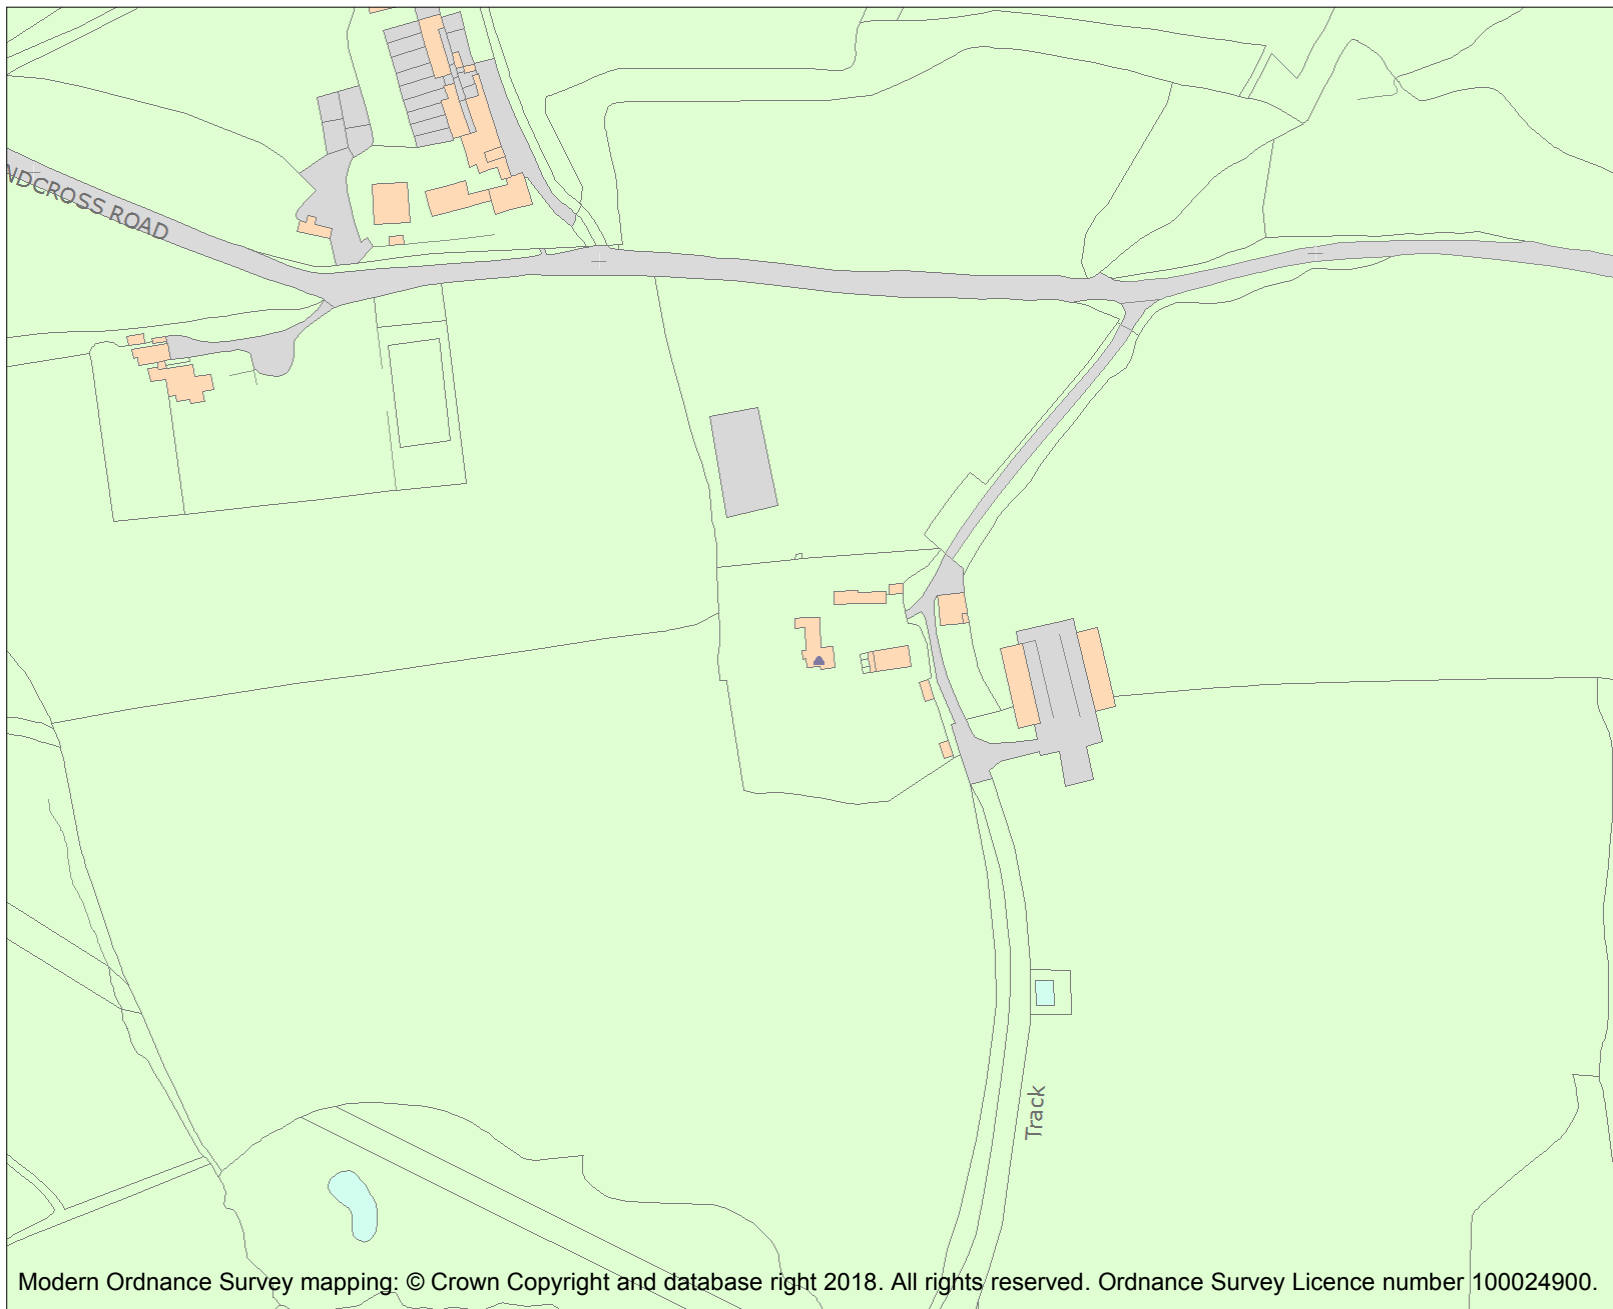 NDCROSS ROAD
Track
Modern Ordnance Survey mapping: © Crown Copyright and database right 2018. All rights reserved. Ordnance Survey Licence number 100024900.